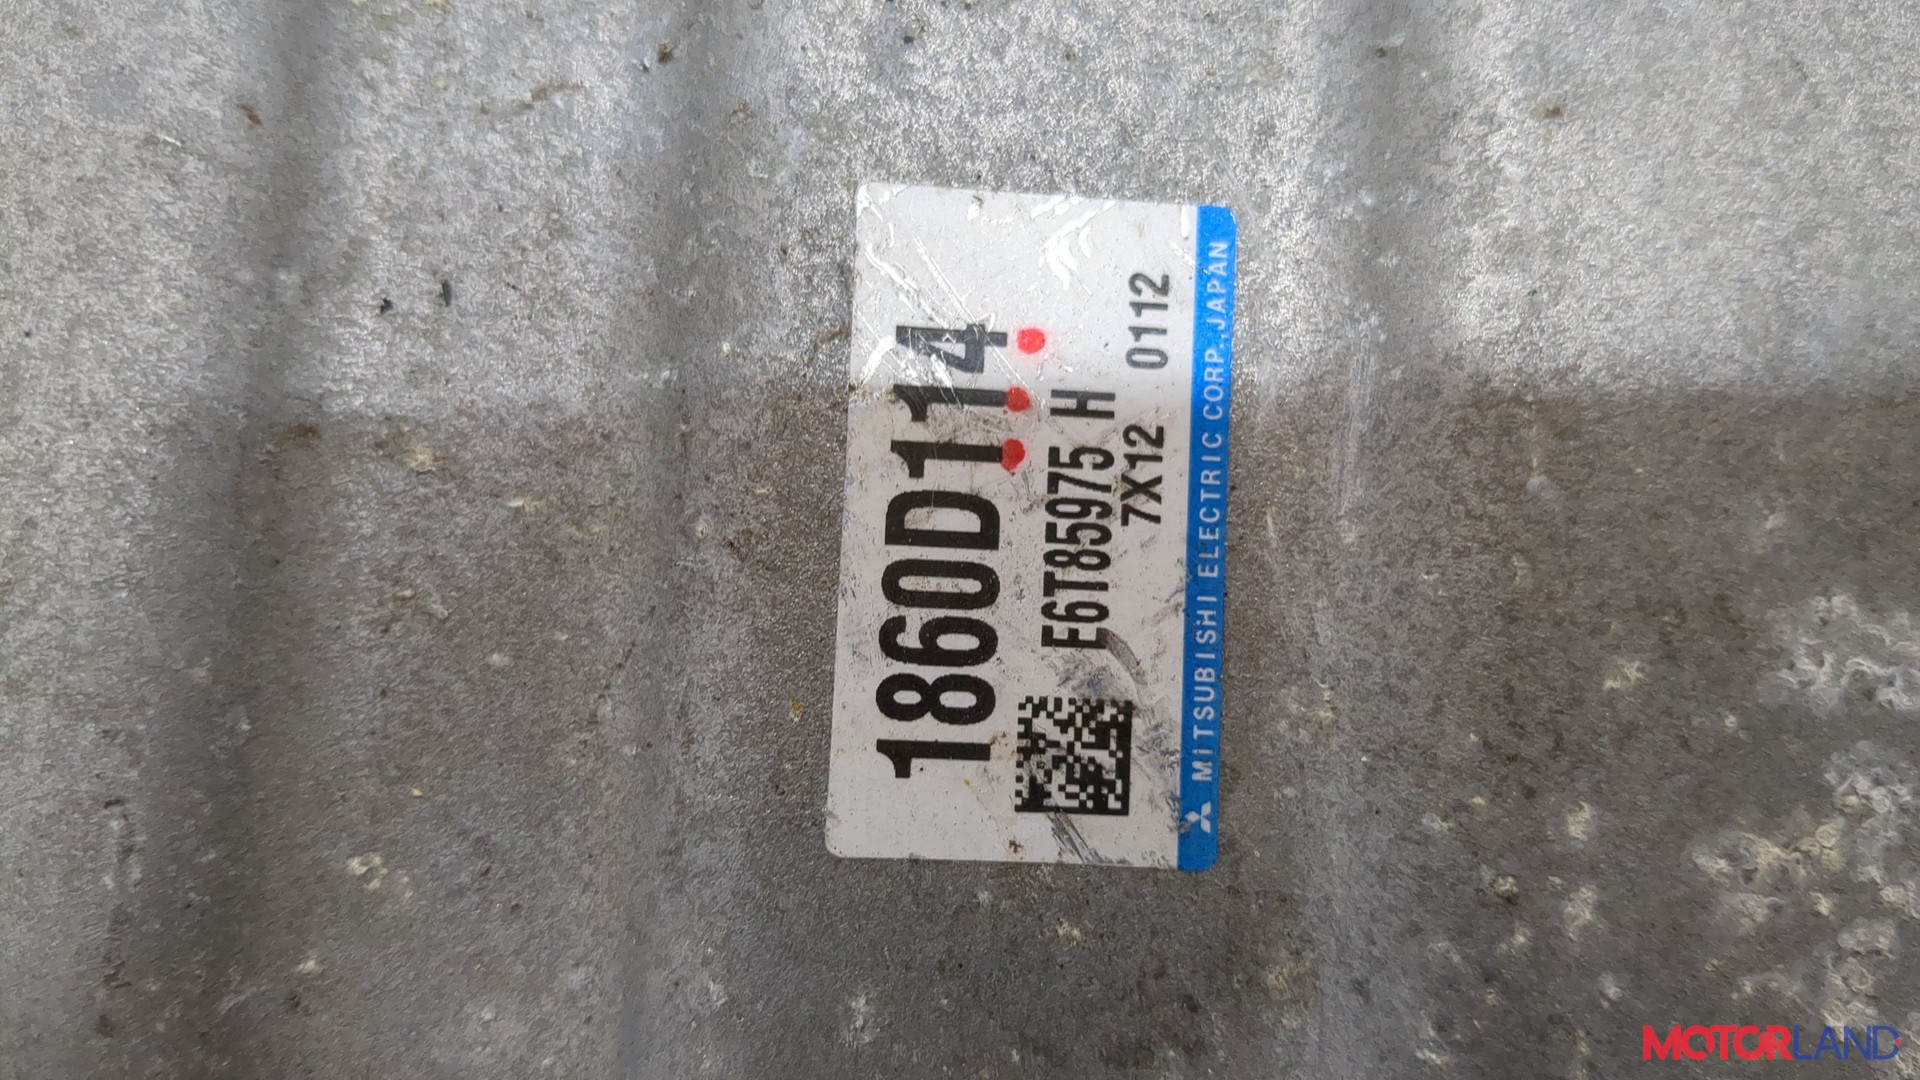 1860D114
E6T85975 H
7X12 0112
MITSUBISHI ELECTRIC CORP. JAPAN
MOTORLAND